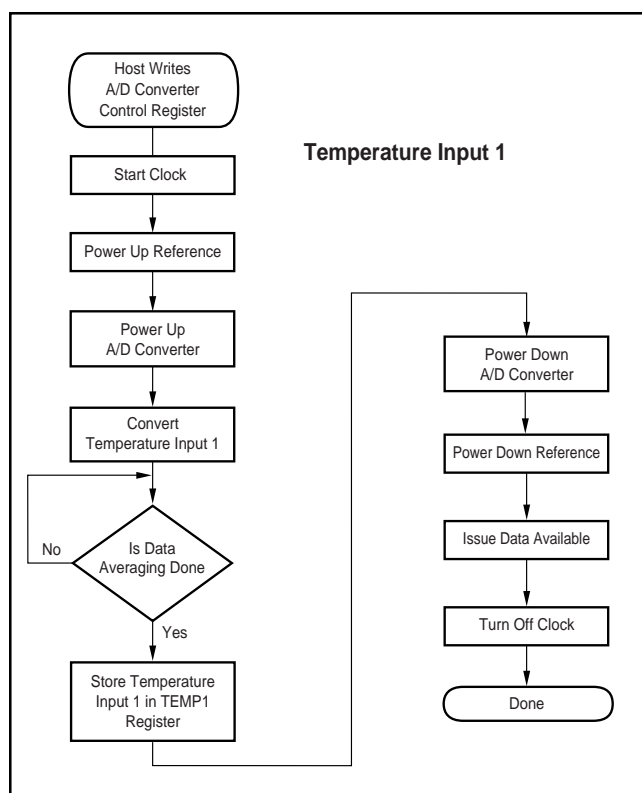 Host Writes
A/D Converter
Control Register
Temperature Input 1
Start Clock
Power Up Reference
Power Up
A/D Converter
Convert
Temperature Input 1
No
Is Data
Averaging Done
Yes
Store Temperature
Input 1 in TEMP1
Register
Power Down
A/D Converter
Power Down Reference
Issue Data Available
Turn Off Clock
Done